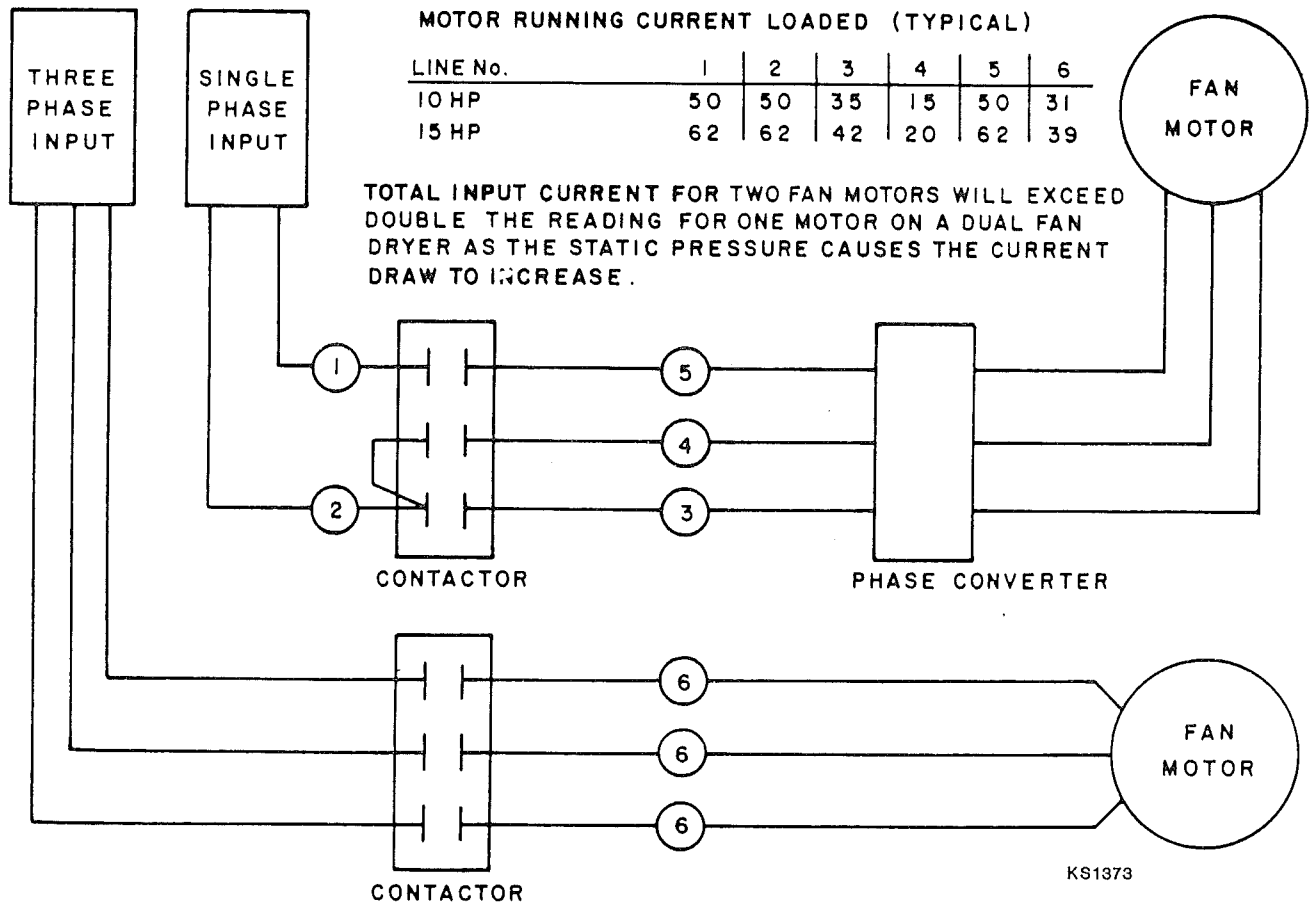 MOTOR RUNNING CURRENT LOADED (TYPICAL)
LINE No. 1 2 3 4 5 6
10 HP 50 50 35 15 50 31
15 HP 62 62 42 20 62 39
THREE
PHASE
INPUT
SINGLE
PHASE
INPUT
FAN
MOTOR
TOTAL INPUT CURRENT FOR TWO FAN MOTORS WILL EXCEED
DOUBLE THE READING FOR ONE MOTOR ON A DUAL FAN
DRYER AS THE STATIC PRESSURE CAUSES THE CURRENT
DRAW TO INCREASE.
1
5
4
2
3
CONTACTOR
PHASE CONVERTER
6
6
6
FAN
MOTOR
CONTACTOR
KS1373